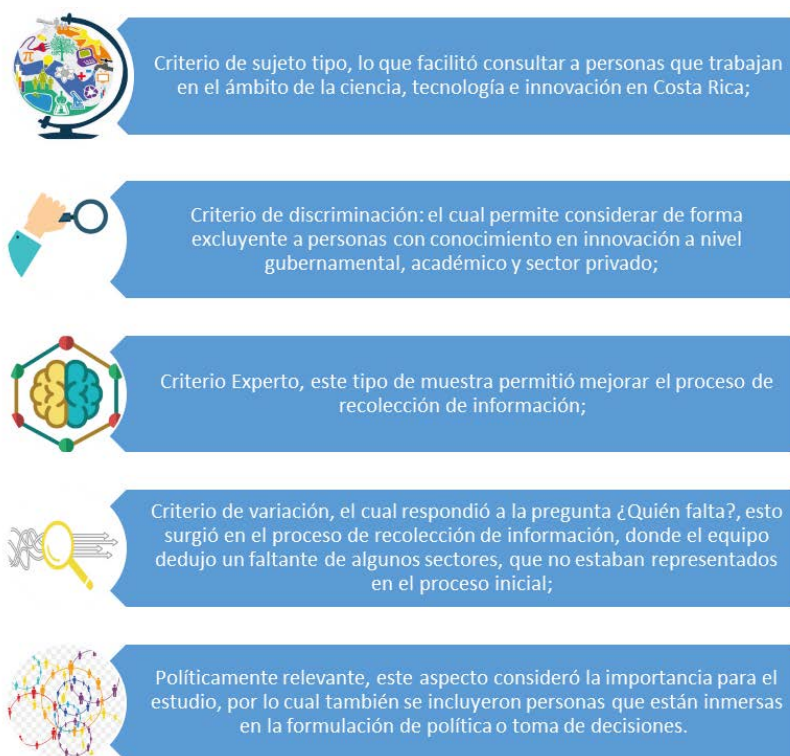 Criterio de sujeto tipo, lo que facilitó consultar a personas que trabajan
en el ámbito de la ciencia, tecnología e innovación en Costa Rica;
Criterio de discriminación: el cual permite considerar de forma
excluyente a personas con conocimiento en innovación a nivel
gubernamental, académico y sector privado;
Criterio Experto, este tipo de muestra permitió mejorar el proceso de
recolección de información;
Criterio de variación, el cual respondió a la pregunta ¿Quién falta?, esto
surgió en el proceso de recolección de información, donde el equipo
dedujo un faltante de algunos sectores, que no estaban representados
en el proceso inicial;
Políticamente relevante, este aspecto consideró la importancia para el
estudio, por lo cual también se incluyeron personas que están inmersas
en la formulación de política o toma de decisiones.